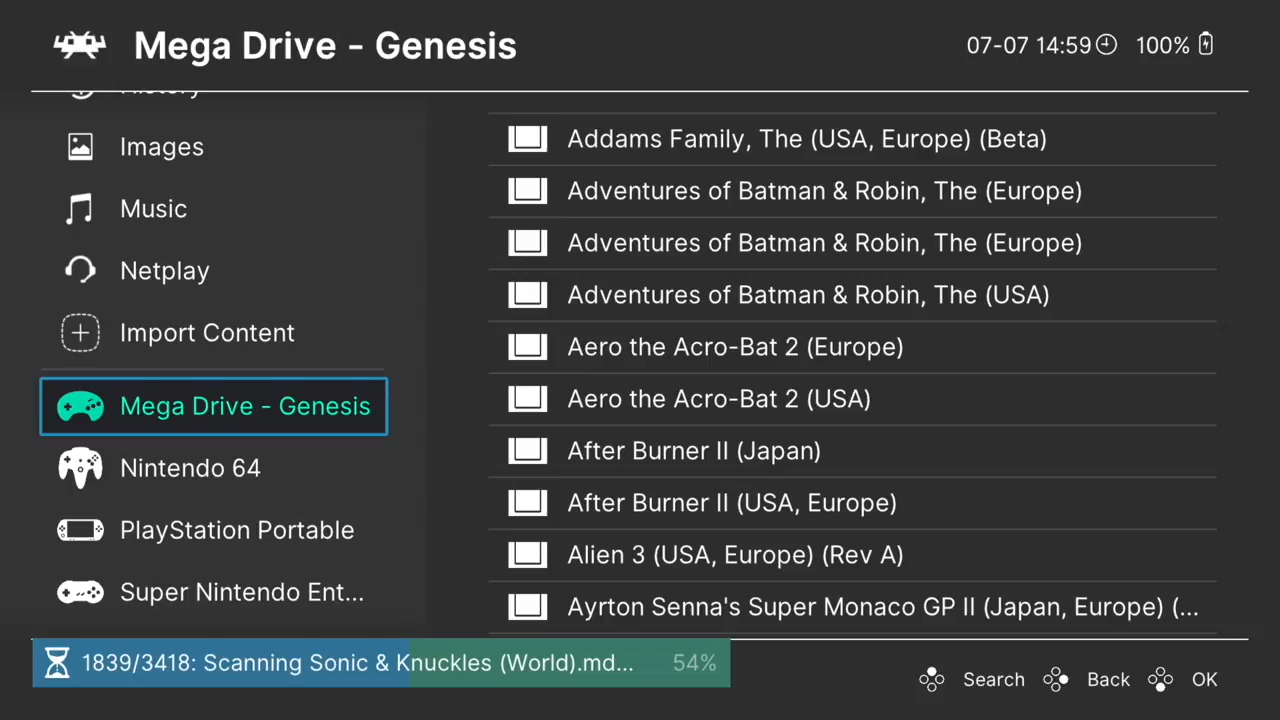 Mega Drive - Genesis
07-07 14:59 100%
History
Images
Music
Netplay
Import Content
Mega Drive - Genesis
Nintendo 64
PlayStation Portable
Super Nintendo Ent...
Addams Family, The (USA, Europe) (Beta)
Adventures of Batman & Robin, The (Europe)
Adventures of Batman & Robin, The (Europe)
Adventures of Batman & Robin, The (USA)
Aero the Acro-Bat 2 (Europe)
Aero the Acro-Bat 2 (USA)
After Burner II (Japan)
After Burner II (USA, Europe)
Alien 3 (USA, Europe) (Rev A)
Ayrton Senna's Super Monaco GP II (Japan, Europe) (...
1839/3418: Scanning Sonic & Knuckles (World).md... 54%
Search Back OK